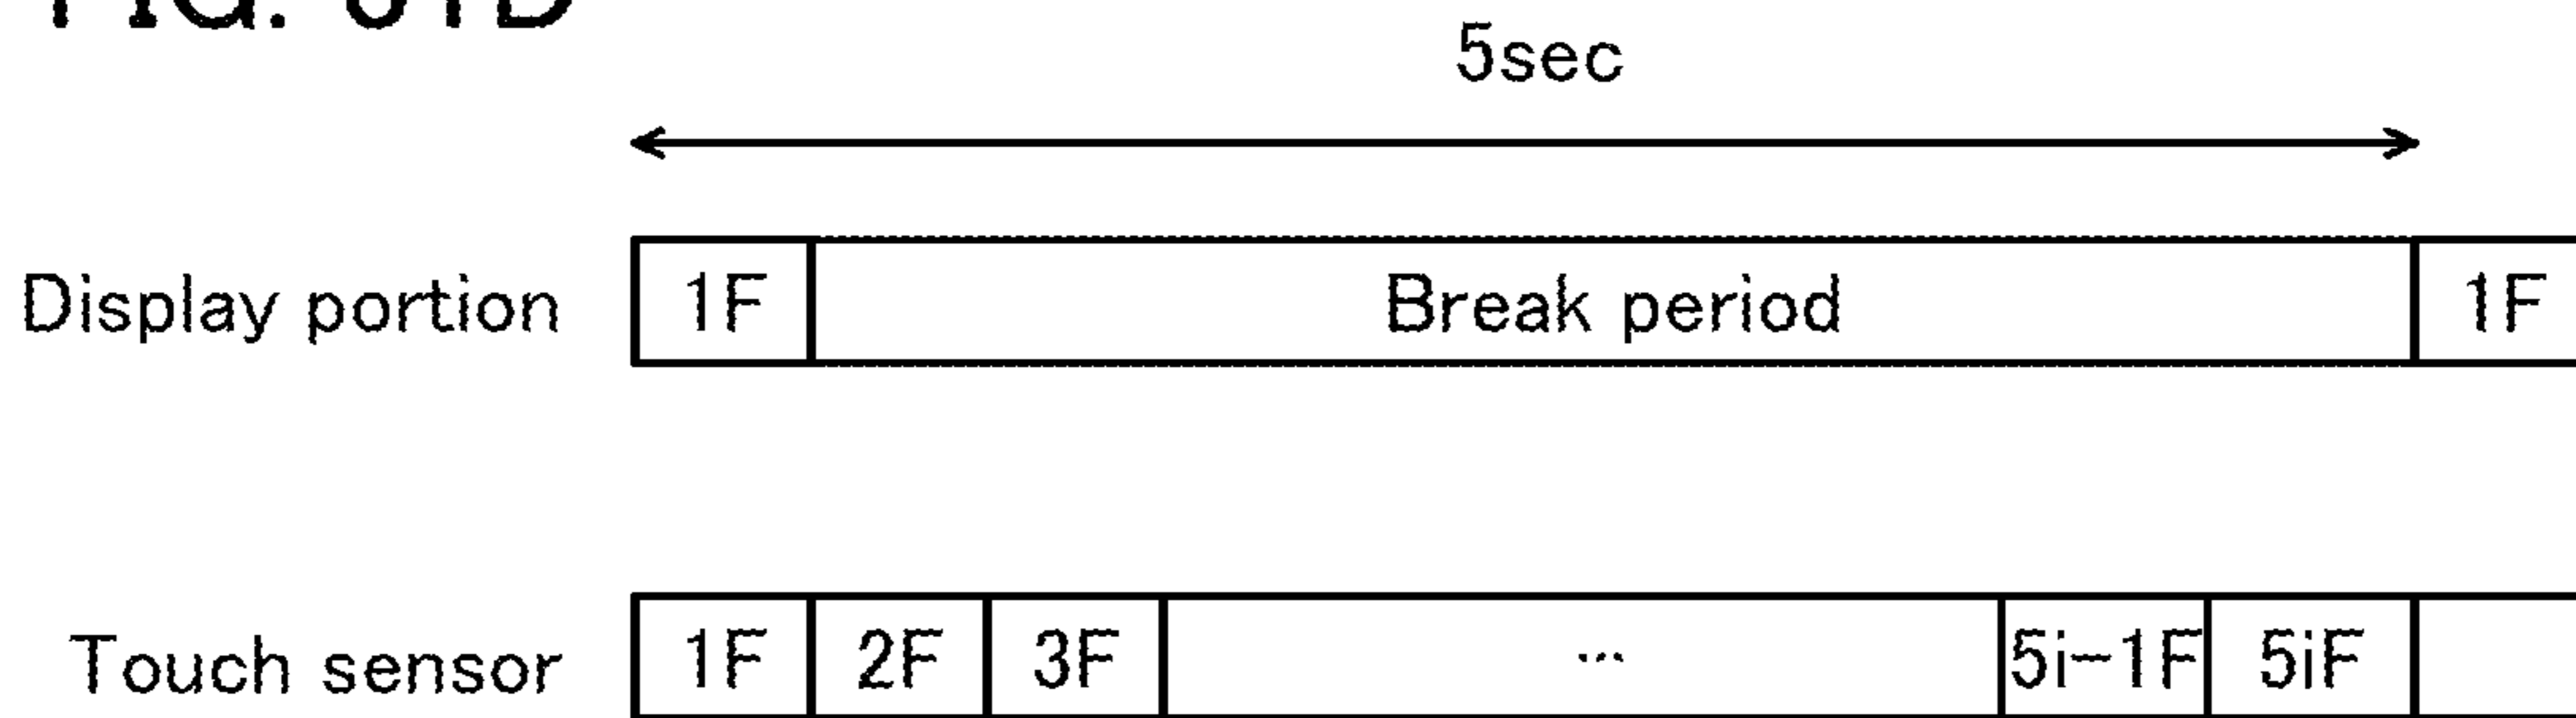 5sec
Display portion 1F Break period 1F
Touch sensor 1F 2F 3F ... 5i-1F 5iF